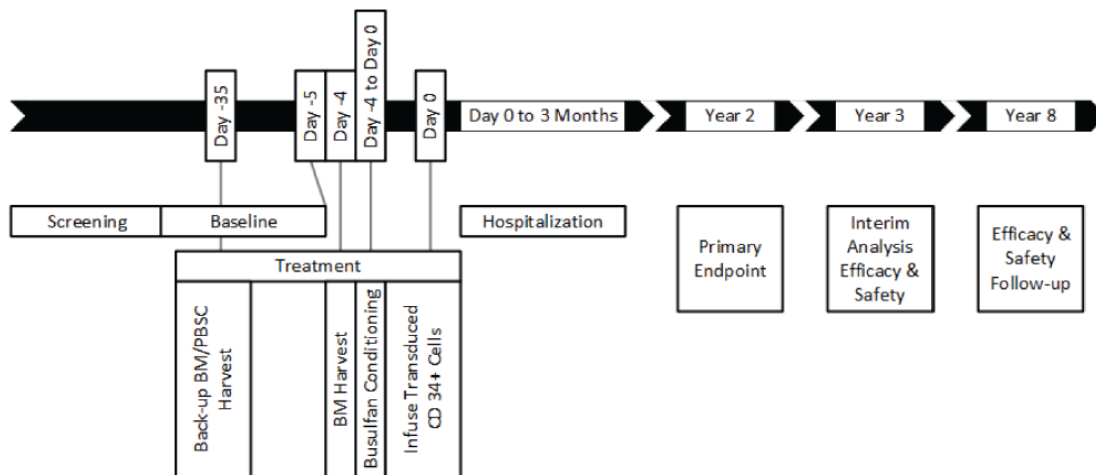 Day -35
Day -5
Day -4
Day -4 to Day 0
Day 0
Day 0 to 3 Months
Year 2
Year 3
Year 8
Screening
Baseline
Hospitalization
Treatment
Primary
Endpoint
Interim
Analysis
Efficacy &
Safety
Efficacy &
Safety
Follow-up
Back-up BM/PBSC
Harvest
BM Harvest
Busulfan Conditioning
Infuse Transduced
CD 34+ Cells